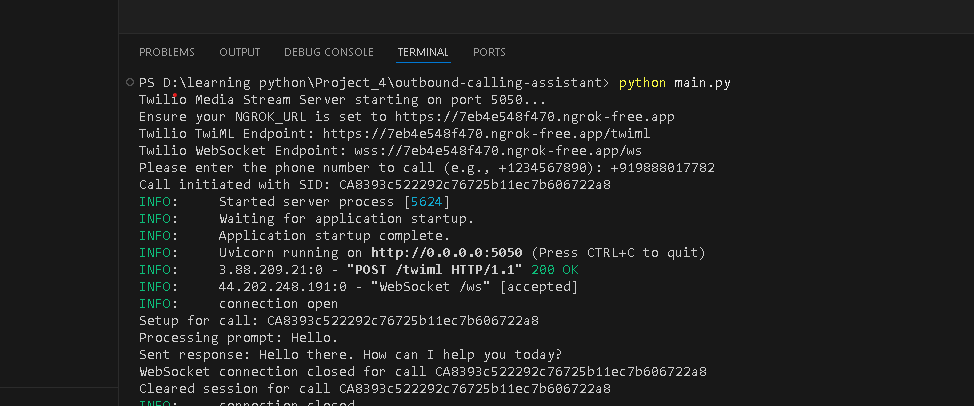 PROBLEMS OUTPUT DEBUG CONSOLE TERMINAL PORTS
PS D:\learning python\Project_4\outbound-calling-assistant> python main.py
Twilio Media Stream Server starting on port 5050...
Ensure your NGROK_URL is set to https://7eb4e548f470.ngrok-free.app
Twilio TwiML Endpoint: https://7eb4e548f470.ngrok-free.app/twiml
Twilio WebSocket Endpoint: wss://7eb4e548f470.ngrok-free.app/ws
Please enter the phone number to call (e.g., +1234567890): +919888017782
Call initiated with SID: CA8393c522292c76725b11ec7b606722a8
INFO: Started server process [5624]
INFO: Waiting for application startup.
INFO: Application startup complete.
INFO: Uvicorn running on http://0.0.0.0:5050 (Press CTRL+C to quit)
INFO: 3.88.209.21:0 - "POST /twiml HTTP/1.1" 200 OK
INFO: 44.202.248.191:0 - "WebSocket /ws" [accepted]
INFO: connection open
Setup for call: CA8393c522292c76725b11ec7b606722a8
Processing prompt: Hello.
Sent response: Hello there. How can I help you today?
WebSocket connection closed for call CA8393c522292c76725b11ec7b606722a8
Cleared session for call CA8393c522292c76725b11ec7b606722a8
INFO: connection closed